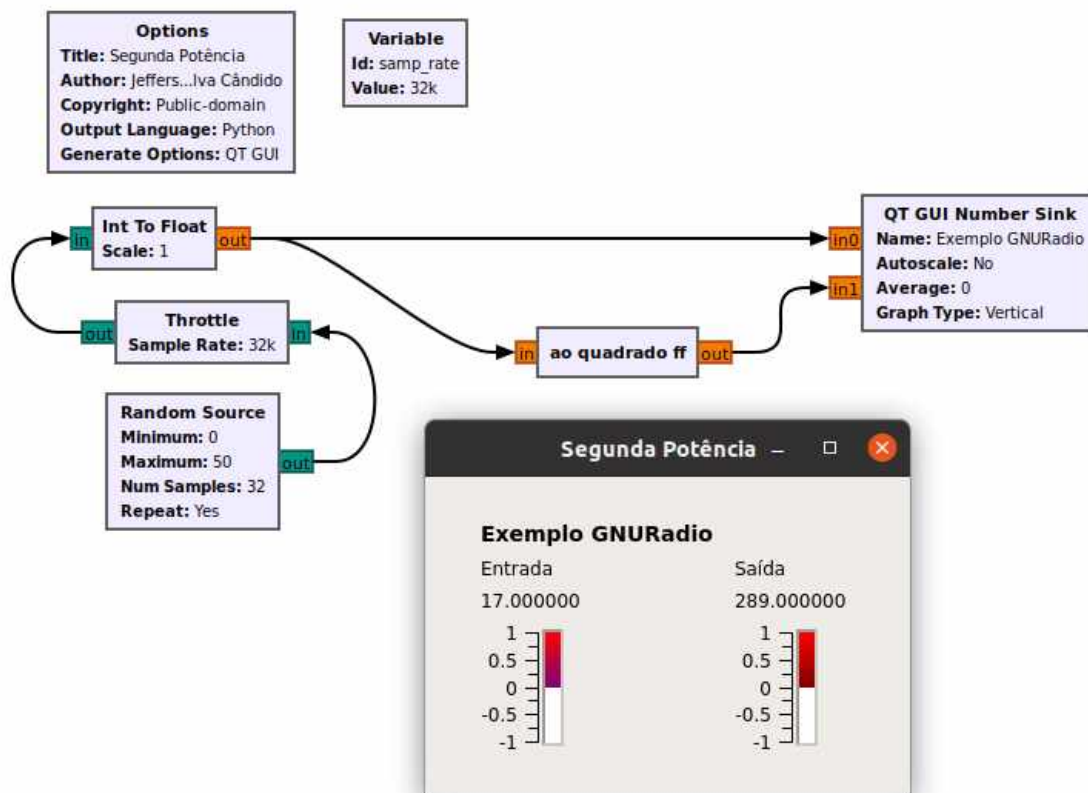 Options
Title: Segunda Potência
Author: Jeffers...lva Cândido
Copyright: Public-domain
Output Language: Python
Generate Options: QT GUI
Variable
Id: samp_rate
Value: 32k
Int To Float
Scale: 1
in
out
Throttle
Sample Rate: 32k
out
in
Random Source
Minimum: 0
Maximum: 50
Num Samples: 32
Repeat: Yes
out
in
ao quadrado ff
out
QT GUI Number Sink
Name: Exemplo GNURadio
Autoscale: No
Average: 0
Graph Type: Vertical
in0
in1
Segunda Potência
Exemplo GNURadio
Entrada
17.000000
1
0.5
0
-0.5
-1
Saída
289.000000
1
0.5
0
-0.5
-1